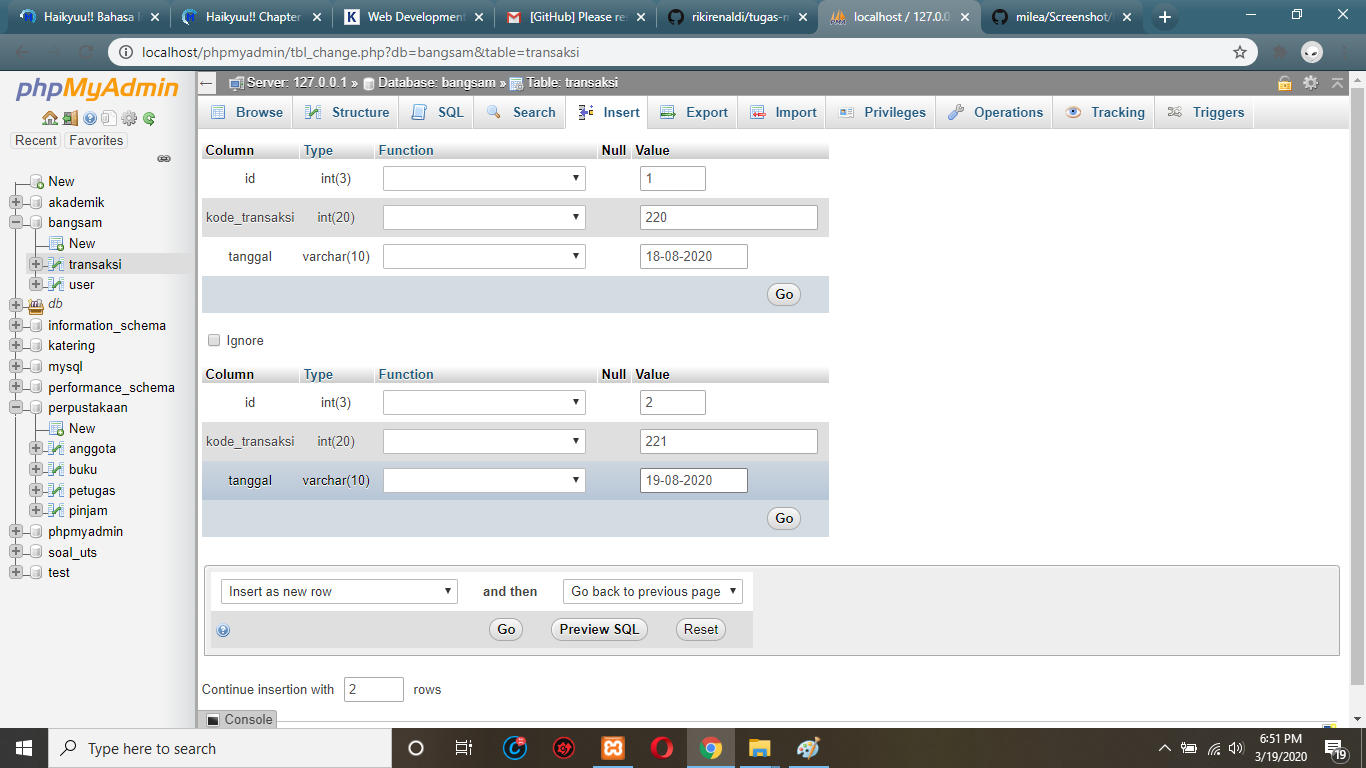 Haikyuu!! Bahasa I
Haikyuu!! Chapter
Web Development
[GitHub] Please re
rikirenaldi/tugas-m
localhost / 127.0.0
milea/Screenshot/
localhost/phpmyadmin/tbl_change.php?db=bangsam&table=transaksi
phpMyAdmin
Recent Favorites
New
akademik
bangsam
New
transaksi
user
db
information_schema
katering
mysql
performance_schema
perpustakaan
New
anggota
buku
petugas
pinjam
phpmyadmin
soal_uts
test
Server: 127.0.0.1 » Database: bangsam » Table: transaksi
Browse Structure SQL Search Insert Export Import Privileges Operations Tracking Triggers
Column Type Function Null Value
id int(3) 1
kode_transaksi int(20) 220
tanggal varchar(10) 18-08-2020
Go
Ignore
Column Type Function Null Value
id int(3) 2
kode_transaksi int(20) 221
tanggal varchar(10) 19-08-2020
Go
Insert as new row and then Go back to previous page
Go Preview SQL Reset
Continue insertion with 2 rows
Console
Type here to search
6:51 PM
3/19/2020
19